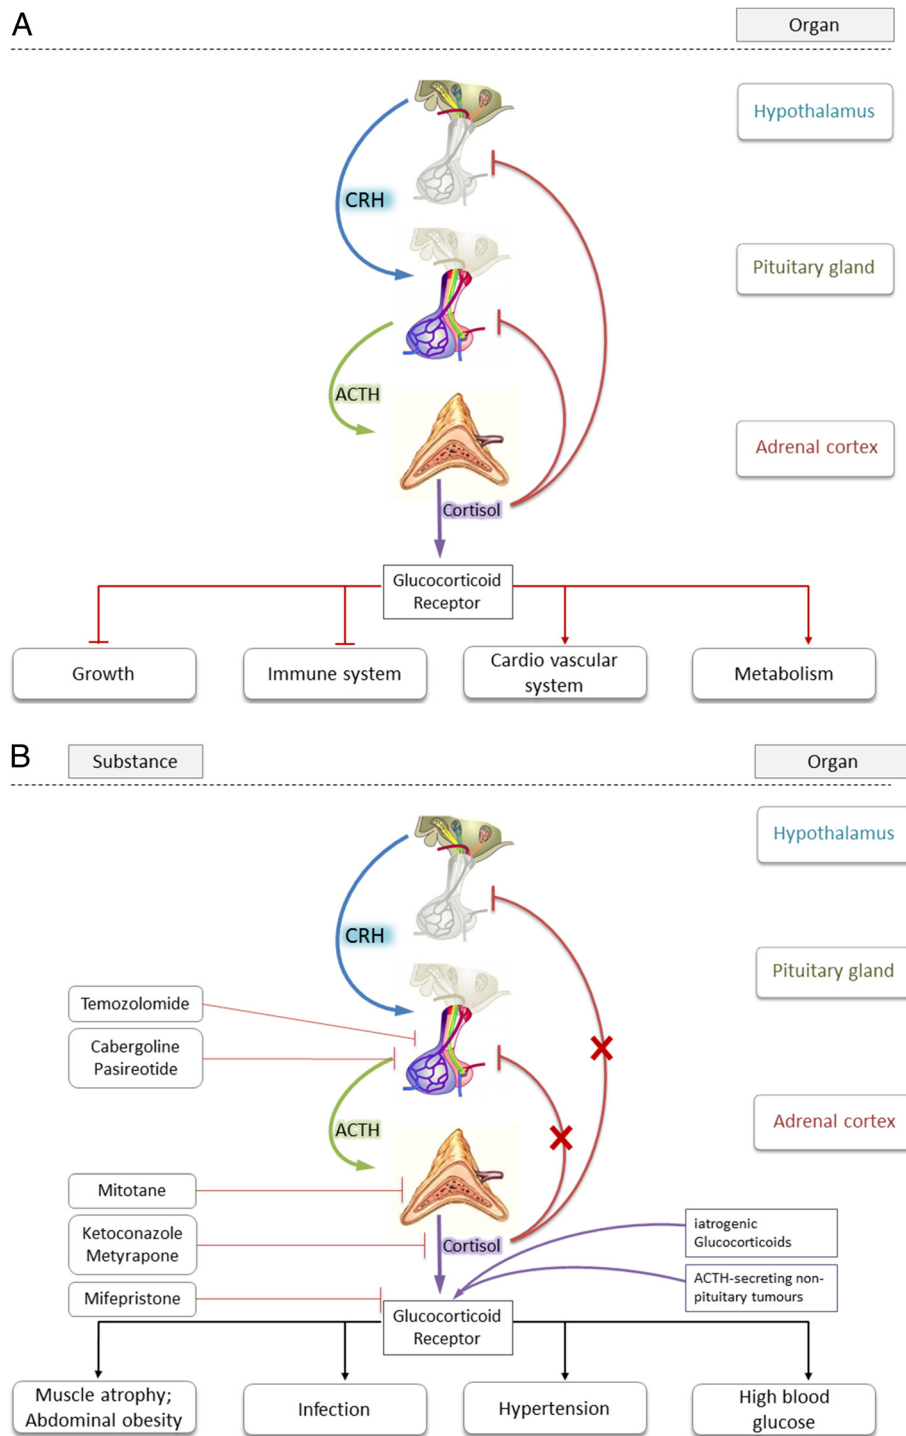 A
Organ
Hypothalamus
CRH
Pituitary gland
ACTH
Adrenal cortex
Cortisol
Glucocorticoid
Receptor
Growth
Immune system
Cardio vascular
system
Metabolism
B
Substance
Organ
Hypothalamus
CRH
Pituitary gland
Temozolomide
Cabergoline
Pasireotide
ACTH
Adrenal cortex
Mitotane
Ketoconazole
Metyrapone
Cortisol
iatrogenic
Glucocorticoids
ACTH-secreting non-
pituitary tumours
Mifepristone
Glucocorticoid
Receptor
Muscle atrophy;
Abdominal obesity
Infection
Hypertension
High blood
glucose